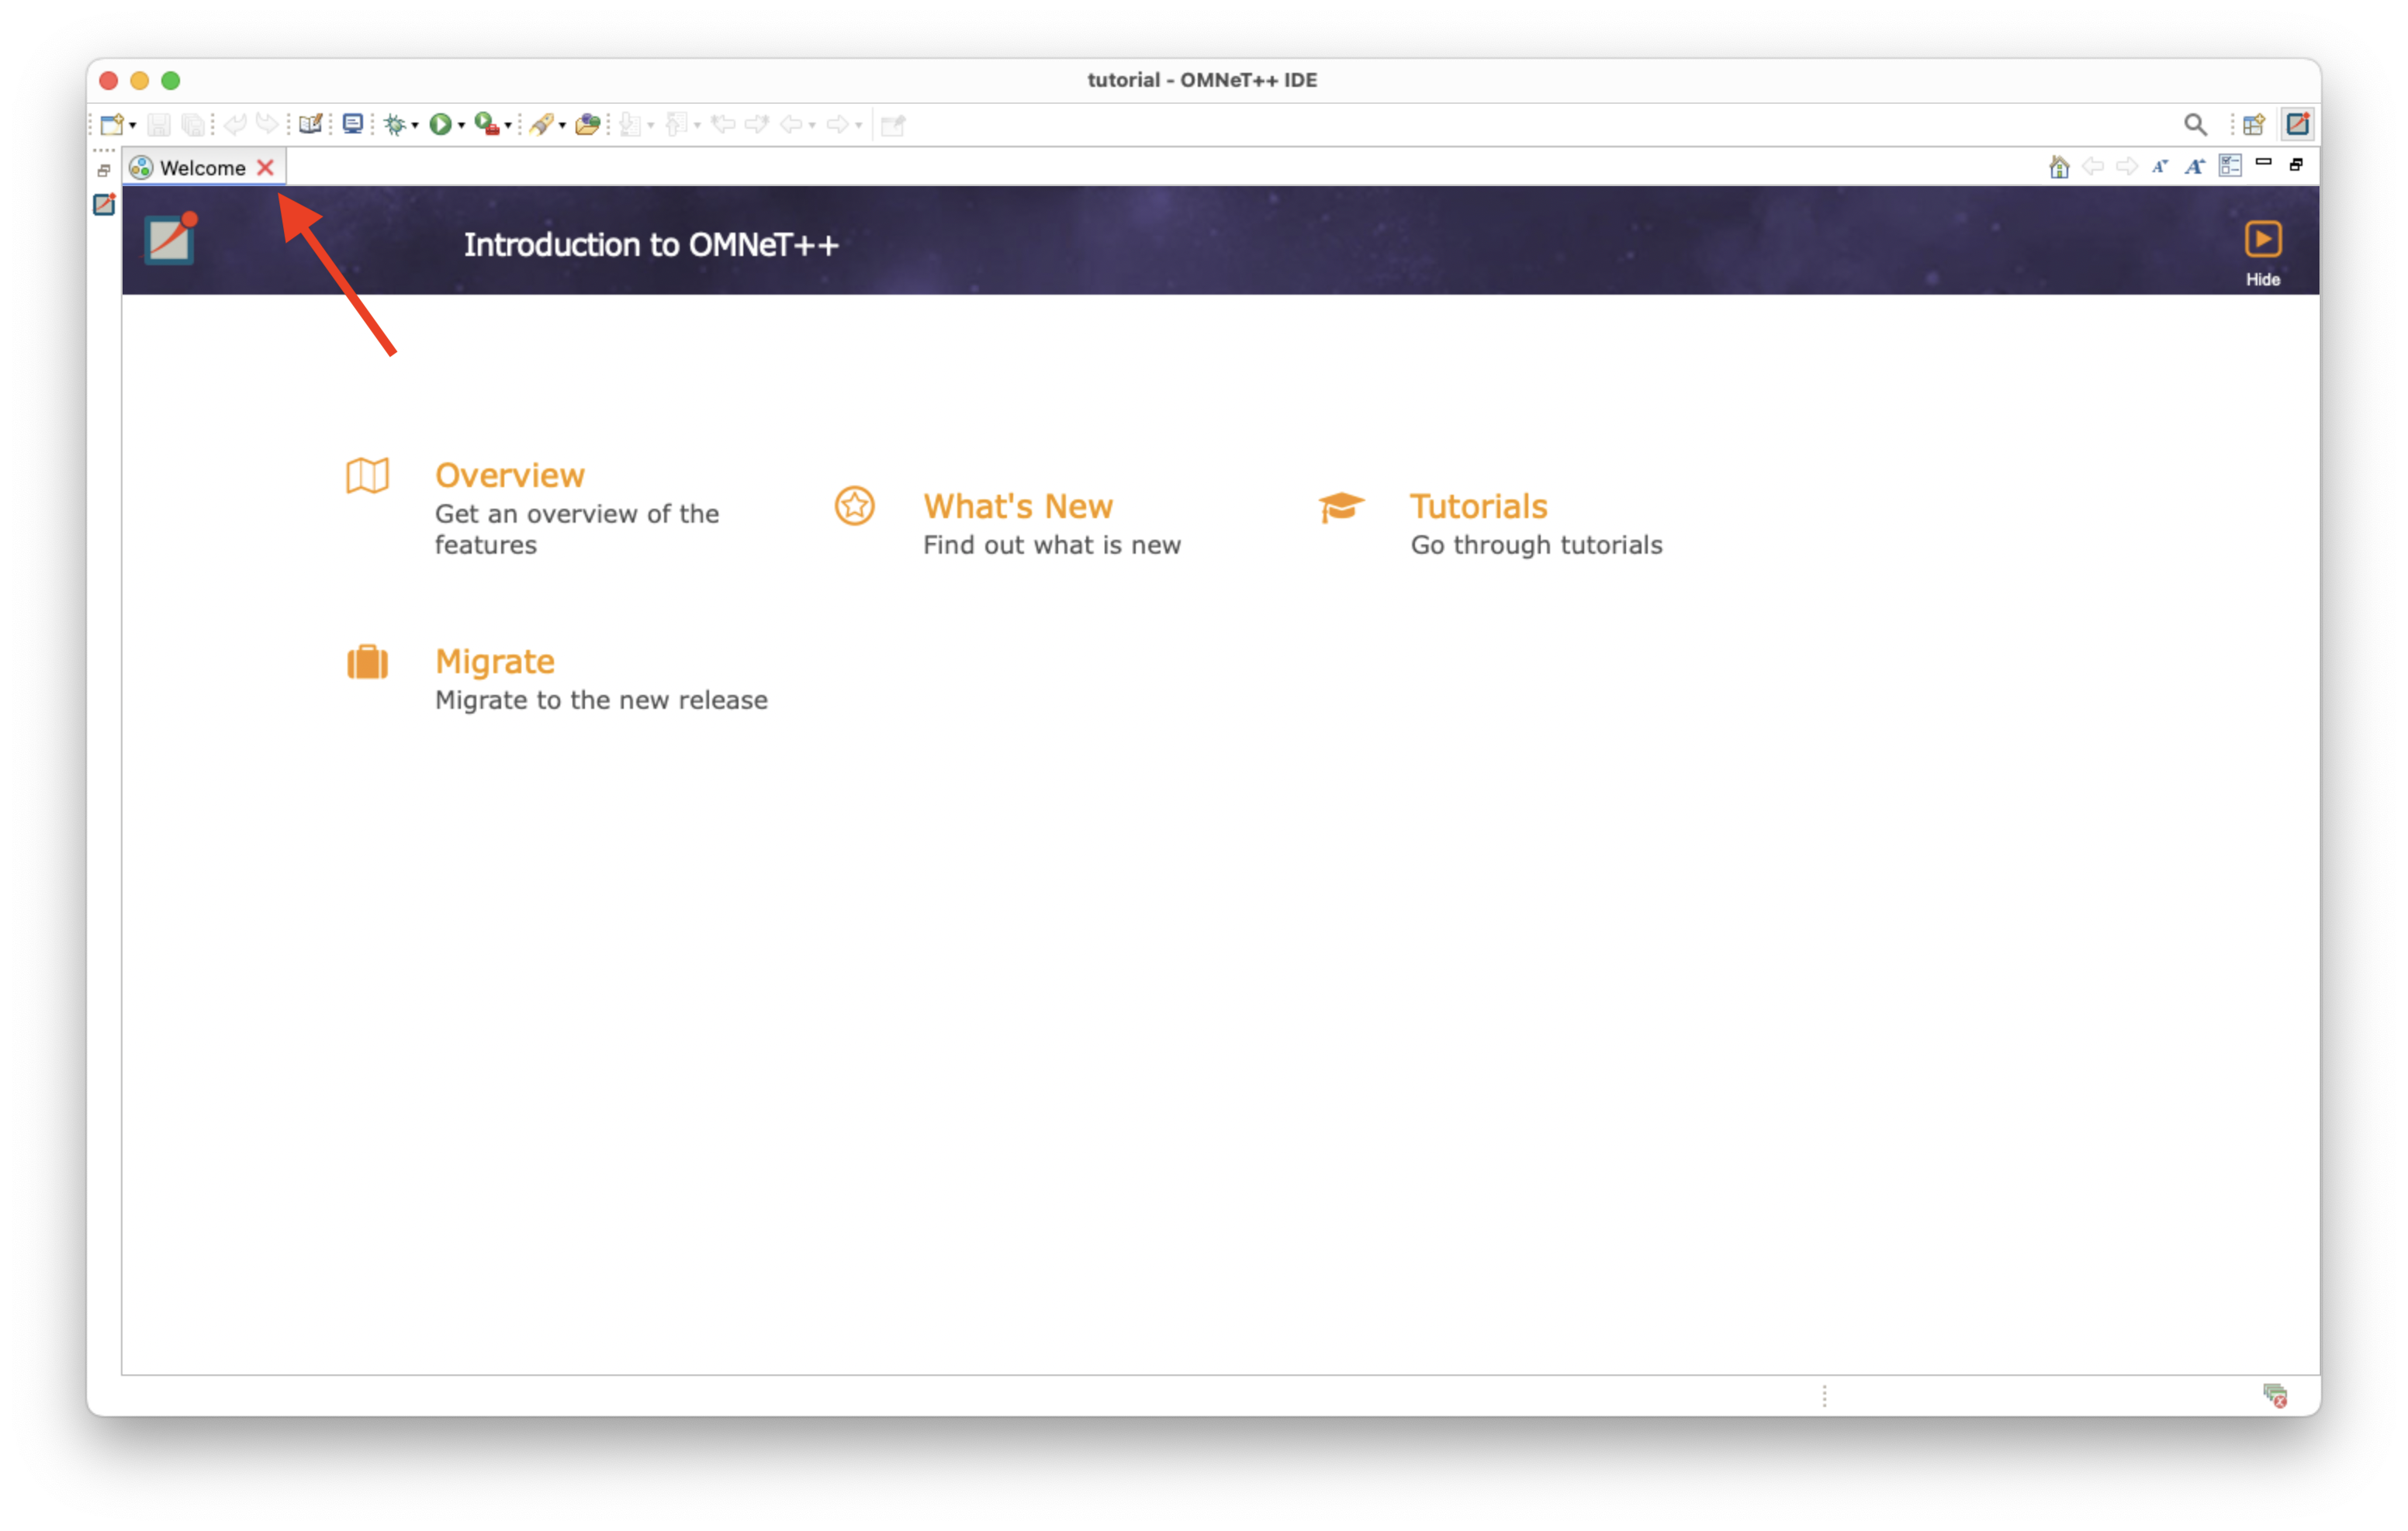 tutorial - OMNeT++ IDE
Welcome
Introduction to OMNeT++
Hide
Overview
Get an overview of the
features
What's New
Find out what is new
Tutorials
Go through tutorials
Migrate
Migrate to the new release